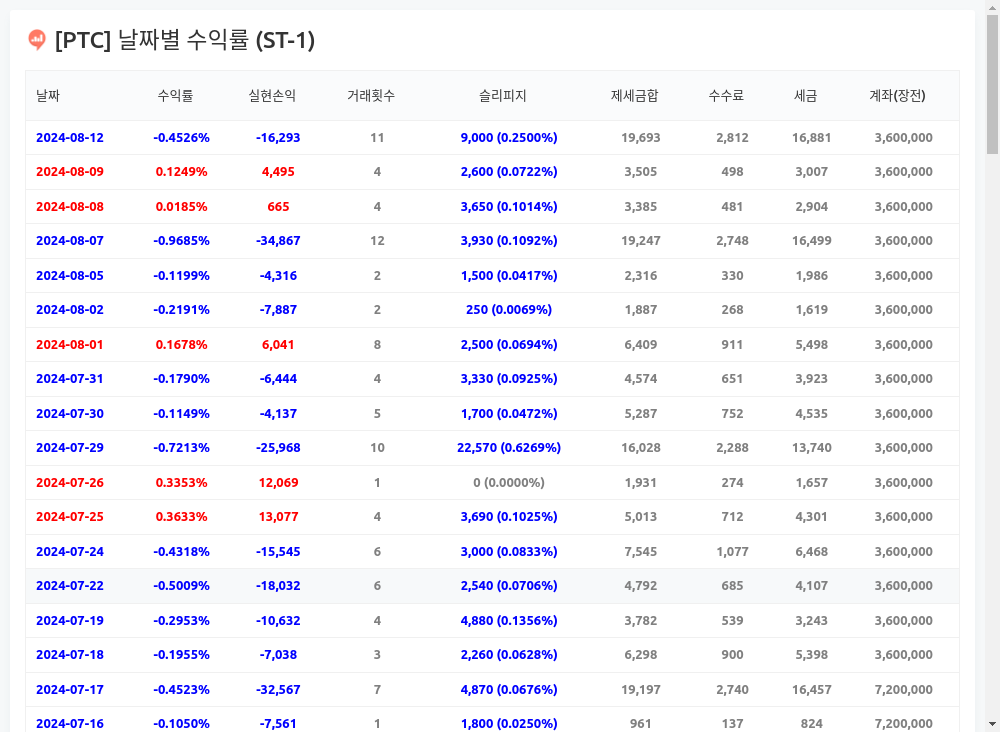 [PTC] 날짜별 수익률 (ST-1)
날짜 수익률 실현손익 거래횟수 슬리피지 제세금합 수수료 세금 계좌(장전)
2024-08-12 -0.4526% -16,293 11 9,000 (0.2500%) 19,693 2,812 16,881 3,600,000
2024-08-09 0.1249% 4,495 4 2,600 (0.0722%) 3,505 498 3,007 3,600,000
2024-08-08 0.0185% 665 4 3,650 (0.1014%) 3,385 481 2,904 3,600,000
2024-08-07 -0.9685% -34,867 12 3,930 (0.1092%) 19,247 2,748 16,499 3,600,000
2024-08-05 -0.1199% -4,316 2 1,500 (0.0417%) 2,316 330 1,986 3,600,000
2024-08-02 -0.2191% -7,887 2 250 (0.0069%) 1,887 268 1,619 3,600,000
2024-08-01 0.1678% 6,041 8 2,500 (0.0694%) 6,409 911 5,498 3,600,000
2024-07-31 -0.1790% -6,444 4 3,330 (0.0925%) 4,574 651 3,923 3,600,000
2024-07-30 -0.1149% -4,137 5 1,700 (0.0472%) 5,287 752 4,535 3,600,000
2024-07-29 -0.7213% -25,968 10 22,570 (0.6269%) 16,028 2,288 13,740 3,600,000
2024-07-26 0.3353% 12,069 1 0 (0.0000%) 1,931 274 1,657 3,600,000
2024-07-25 0.3633% 13,077 4 3,690 (0.1025%) 5,013 712 4,301 3,600,000
2024-07-24 -0.4318% -15,545 6 3,000 (0.0833%) 7,545 1,077 6,468 3,600,000
2024-07-22 -0.5009% -18,032 6 2,540 (0.0706%) 4,792 685 4,107 3,600,000
2024-07-19 -0.2953% -10,632 4 4,880 (0.1356%) 3,782 539 3,243 3,600,000
2024-07-18 -0.1955% -7,038 3 2,260 (0.0628%) 6,298 900 5,398 3,600,000
2024-07-17 -0.4523% -32,567 7 4,870 (0.0676%) 19,197 2,740 16,457 7,200,000
2024-07-16 -0.1050% -7,561 1 1,800 (0.0250%) 961 137 824 7,200,000